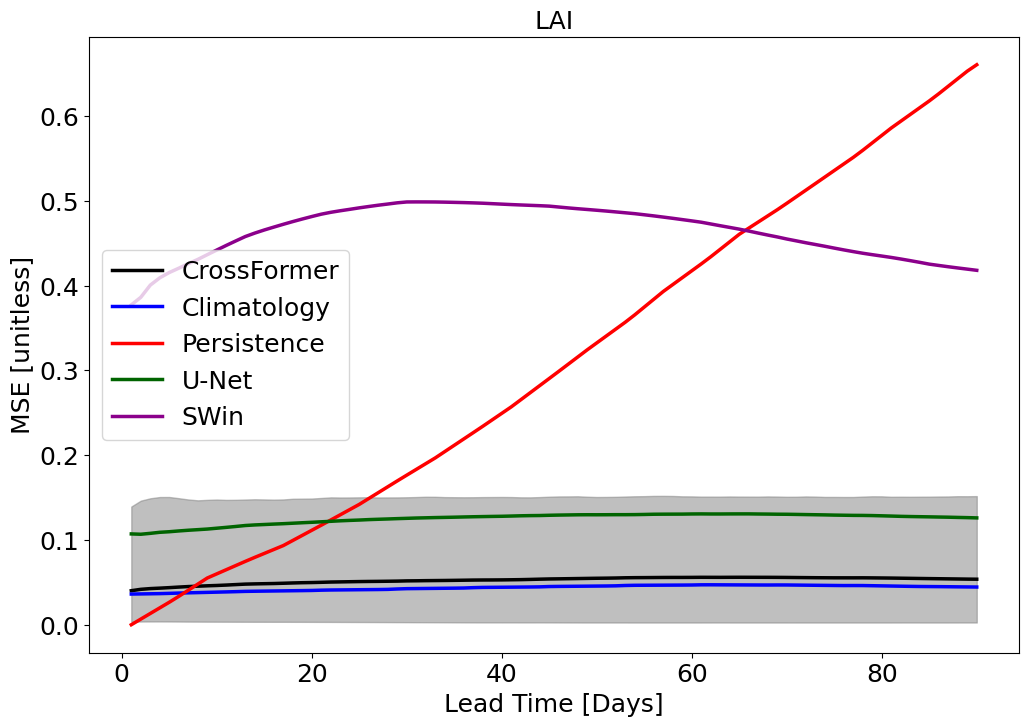 LAI
MSE [unitless]
0.6
0.5
0.4
0.3
0.2
0.1
0.0
CrossFormer
Climatology
Persistence
U-Net
SWin
0 20 40 60 80
Lead Time [Days]